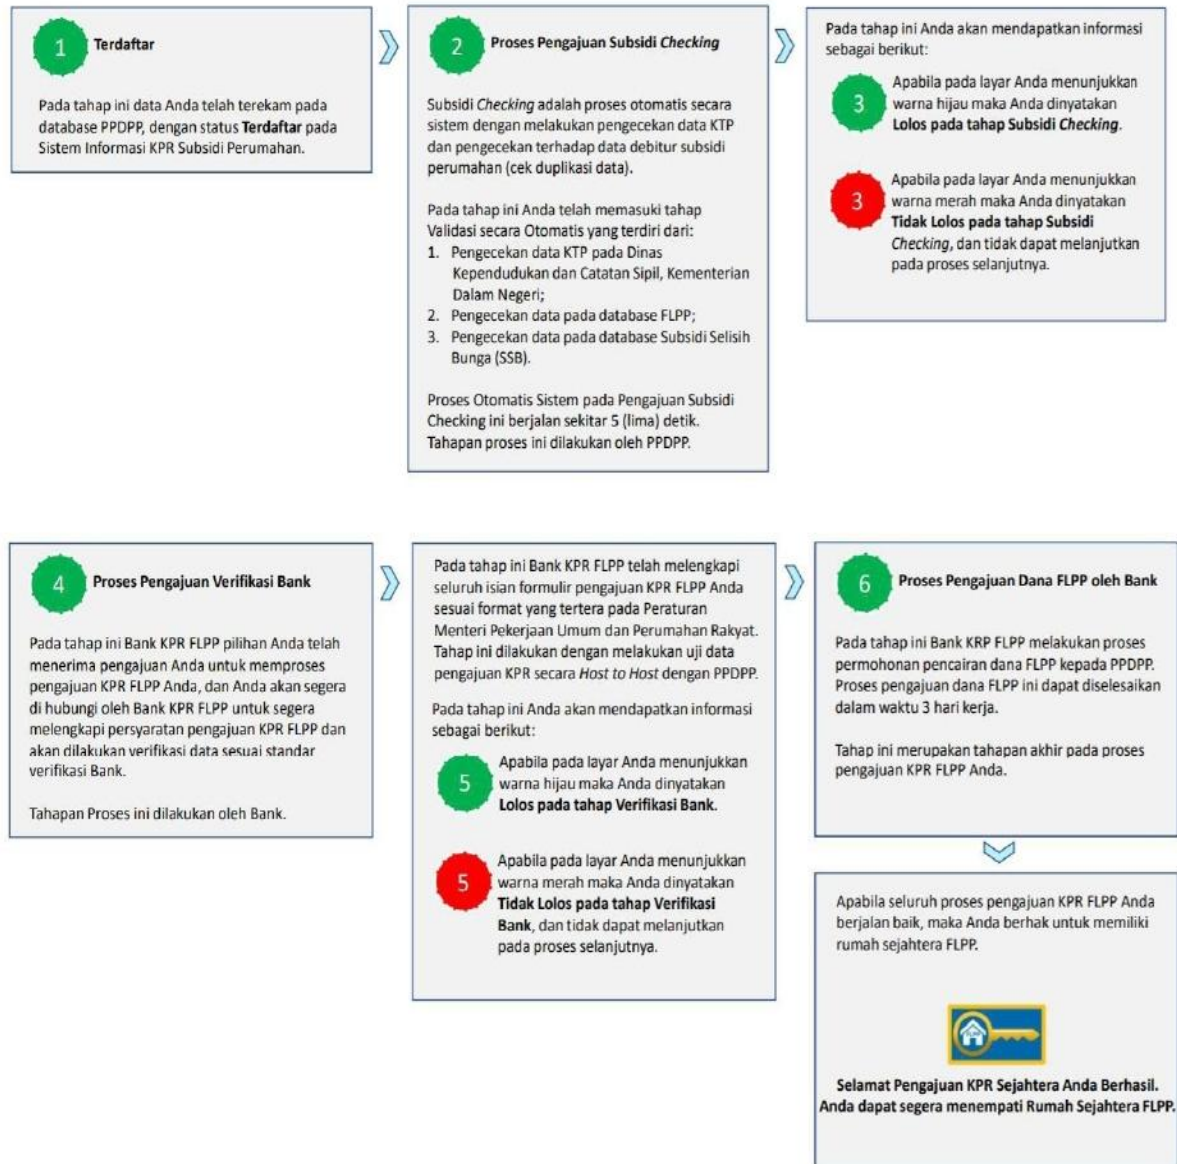 1
Terdaftar
Pada tahap ini data Anda telah terekam pada
database PPDPP, dengan status Terdaftar pada
Sistem Informasi KPR Subsidi Perumahan.
2
Proses Pengajuan Subsidi Checking
Subsidi Checking adalah proses otomatis secara
sistem dengan melakukan pengecekan data KTP
dan pengecekan terhadap data debitur subsidi
perumahan (cek duplikasi data).
Pada tahap ini Anda telah memasuki tahap
Validasi secara Otomatis yang terdiri dari:
1. Pengecekan data KTP pada Dinas
Kependudukan dan Catatan Sipil, Kementerian
Dalam Negeri;
2. Pengecekan data pada database FLPP;
3. Pengecekan data pada database Subsidi Selisih
Bunga (SSB).
Proses Otomatis Sistem pada Pengajuan Subsidi
Checking ini berjalan sekitar 5 (lima) detik.
Tahapan proses ini dilakukan oleh PPDPP.
Pada tahap ini Anda akan mendapatkan informasi
sebagai berikut:
3
Apabila pada layar Anda menunjukkan
warna hijau maka Anda dinyatakan
Lolos pada tahap Subsidi Checking.
3
Apabila pada layar Anda menunjukkan
warna merah maka Anda dinyatakan
Tidak Lolos pada tahap Subsidi
Checking, dan tidak dapat melanjutkan
pada proses selanjutnya.
4
Proses Pengajuan Verifikasi Bank
Pada tahap ini Bank KPR FLPP pilihan Anda telah
menerima pengajuan Anda untuk memproses
pengajuan KPR FLPP Anda, dan Anda akan segera
di hubungi oleh Bank KPR FLPP untuk segera
melengkapi persyaratan pengajuan KPR FLPP dan
akan dilakukan verifikasi data sesuai standar
verifikasi Bank.
Tahapan Proses ini dilakukan oleh Bank.
Pada tahap ini Bank KPR FLPP telah melengkapi
seluruh isian formulir pengajuan KPR FLPP Anda
sesuai format yang tertera pada Peraturan
Menteri Pekerjaan Umum dan Perumahan Rakyat.
Tahap ini dilakukan dengan melakukan uji data
pengajuan KPR secara Host to Host dengan PPDPP.
Pada tahap ini Anda akan mendapatkan informasi
sebagai berikut:
5
Apabila pada layar Anda menunjukkan
warna hijau maka Anda dinyatakan
Lolos pada tahap Verifikasi Bank.
5
Apabila pada layar Anda menunjukkan
warna merah maka Anda dinyatakan
Tidak Lolos pada tahap Verifikasi
Bank, dan tidak dapat melanjutkan
pada proses selanjutnya.
6
Proses Pengajuan Dana FLPP oleh Bank
Pada tahap ini Bank KRP FLPP melakukan proses
permohonan pencairan dana FLPP kepada PPDPP.
Proses pengajuan dana FLPP ini dapat diselesaikan
dalam waktu 3 hari kerja.
Tahap ini merupakan tahapan akhir pada proses
pengajuan KPR FLPP Anda.
Apabila seluruh proses pengajuan KPR FLPP Anda
berjalan baik, maka Anda berhak untuk memiliki
rumah sejahtera FLPP.
Selamat Pengajuan KPR Sejahtera Anda Berhasil.
Anda dapat segera menempati Rumah Sejahtera FLPP.